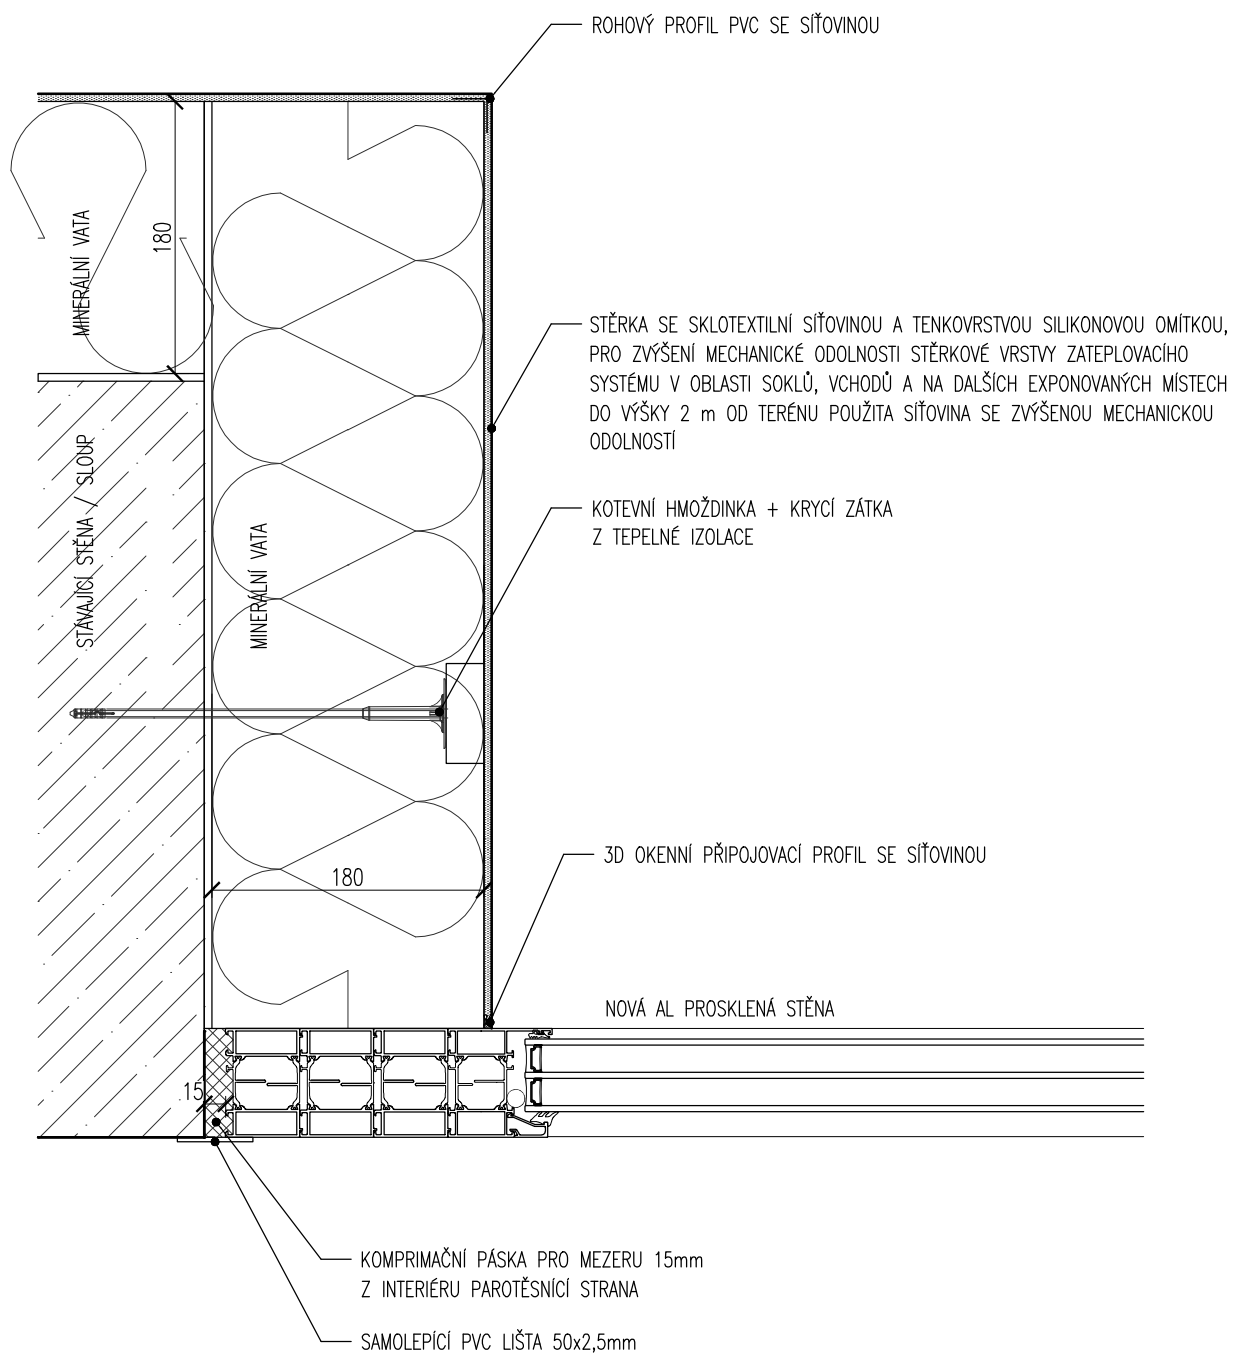 ROHOVÝ PROFIL PVC SE SÍŤOVINOU
MINERÁLNÍ VATA
180
STĚRKA SE SKLOTEXTILNÍ SÍŤOVINOU A TENKOVRSTVOU SILIKONOVOU OMÍTKOU,
PRO ZVÝŠENÍ MECHANICKÉ ODOLNOSTI STĚRKOVÉ VRSTVY ZATEPLOVACÍHO
SYSTÉMU V OBLASTI SOKLŮ, VCHODŮ A NA DALŠÍCH EXPONOVANÝCH MÍSTECH
DO VÝŠKY 2 m OD TERÉNU POUŽITA SÍŤOVINA SE ZVÝŠENOU MECHANICKOU
ODOLNOSTÍ
STÁVAJÍCÍ STĚNA / SLOUP
MINERÁLNÍ VATA
KOTEVNÍ HMOŽDINKA + KRYCÍ ZÁTKA
Z TEPELNÉ IZOLACE
3D OKENNÍ PŘIPOJOVACÍ PROFIL SE SÍŤOVINOU
180
NOVÁ AL PROSKLENÁ STĚNA
15
KOMPRIMAČNÍ PÁSKA PRO MEZERU 15mm
Z INTERIÉRU PAROTĚSNÍCÍ STRANA
SAMOLEPÍCÍ PVC LIŠTA 50x2,5mm